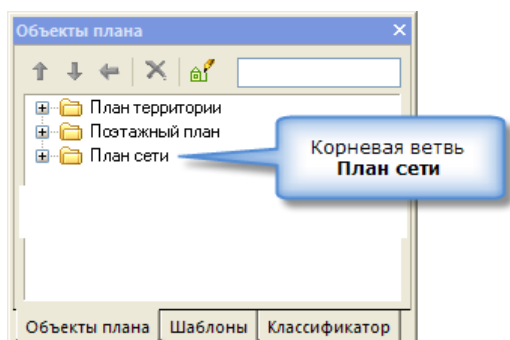 Объекты плана
План территории
Поэтажный план
План сети
Корневая ветвь
План сети
Объекты плана
Шаблоны
Классификатор